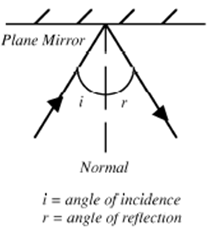 Plane Mirror
i r
Normal
i = angle of incidence
r = angle of reflection